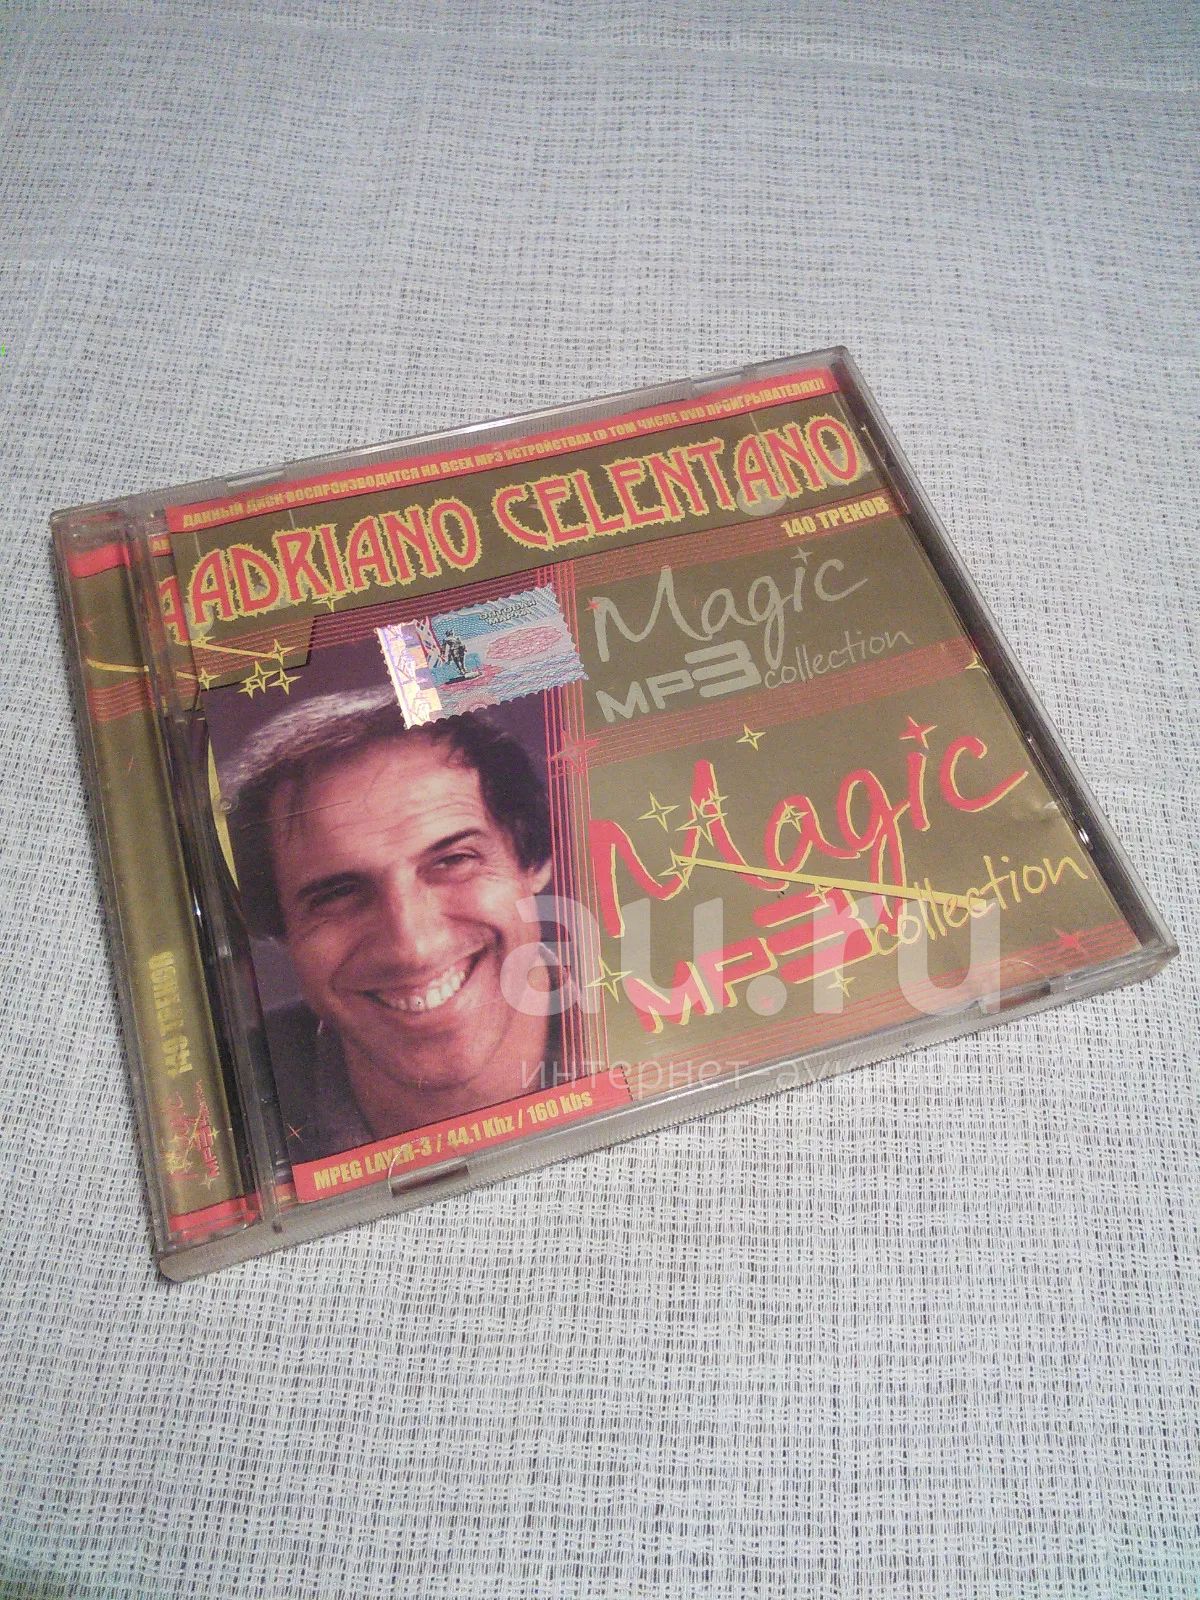 ДАННЫЙ ДИСК ВОСПРОИЗВОДИТСЯ НА ВСЕХ MP3 УСТРОЙСТВАХ (В ТОМ ЧИСЛЕ DVD ПРОИГРЫВАТЕЛЯХ)
ADRIANO CELENTANO
140 ТРЕКОВ
Magic
MP3 collection
Magic
MP3 collection
MPEG LAYER-3 / 44.1 Khz / 160 kbs
140 ТРЕКОВ
au.ru
интернет-аукцион